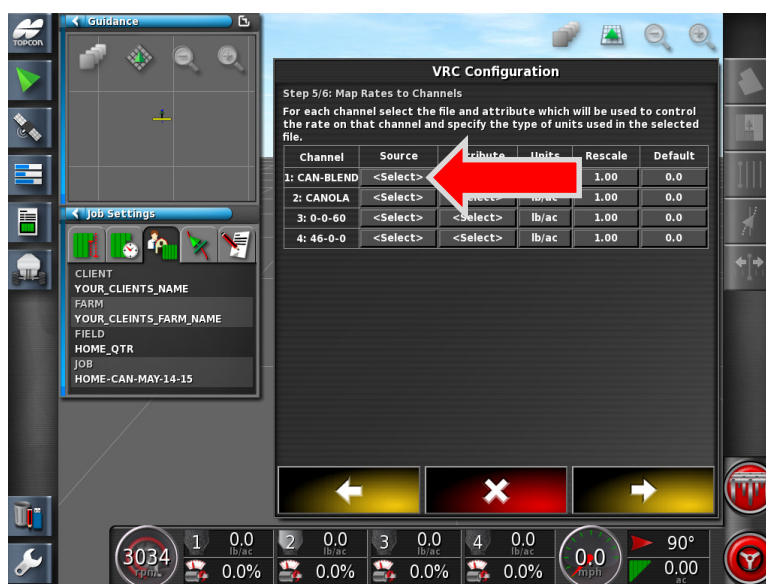 TOPCON
Guidance
VRC Configuration
Step 5/6: Map Rates to Channels
For each channel select the file and attribute which will be used to control
the rate on that channel and specify the type of units used in the selected
file.
Channel Source Units Rescale Default
1: CAN-BLEND <Select> 1.00 0.0
2: CANOLA <Select> <Select> lb/ac 1.00 0.0
3: 0-0-60 <Select> <Select> lb/ac 1.00 0.0
4: 46-0-0 <Select> <Select> lb/ac 1.00 0.0
Job Settings
CLIENT
YOUR_CLIENTS_NAME
FARM
YOUR_CLEINTS_FARM_NAME
FIELD
HOME_QTR
JOB
HOME-CAN-MAY-14-15
3034
rpm
1 0.0 lb/ac 0.0%
2 0.0 lb/ac 0.0%
3 0.0 lb/ac 0.0%
4 0.0 lb/ac 0.0%
0.0
mph
90°
0.00
ac